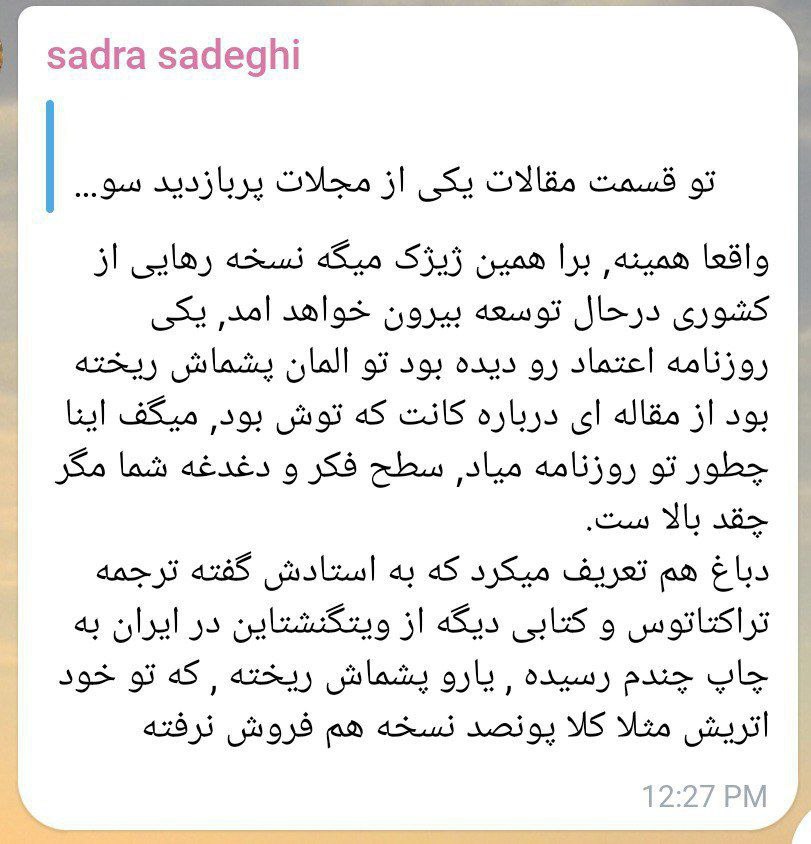 sadra sadeghi
تو قسمت مقالات یکی از مجلات پربازدید سو...
واقعا همینه, برا همین ژیژک میگه نسخه رهایی از
کشوری درحال توسعه بیرون خواهد امد, یکی
روزنامه اعتماد رو دیده بود تو المان پشماش ریخته
بود از مقاله ای درباره کانت که توش بود, میگف اینا
چطور تو روزنامه میاد, سطح فکر و دغدغه شما مگر
چقد بالا ست.
دباغ هم تعریف میکرد که به استادش گفته ترجمه
تراکتاتوس و کتابی دیگه از ویتگنشتاین در ایران به
چاپ چندم رسیده , یارو پشماش ریخته , که تو خود
اتریش مثلا کلا پونصد نسخه هم فروش نرفته
12:27 PM